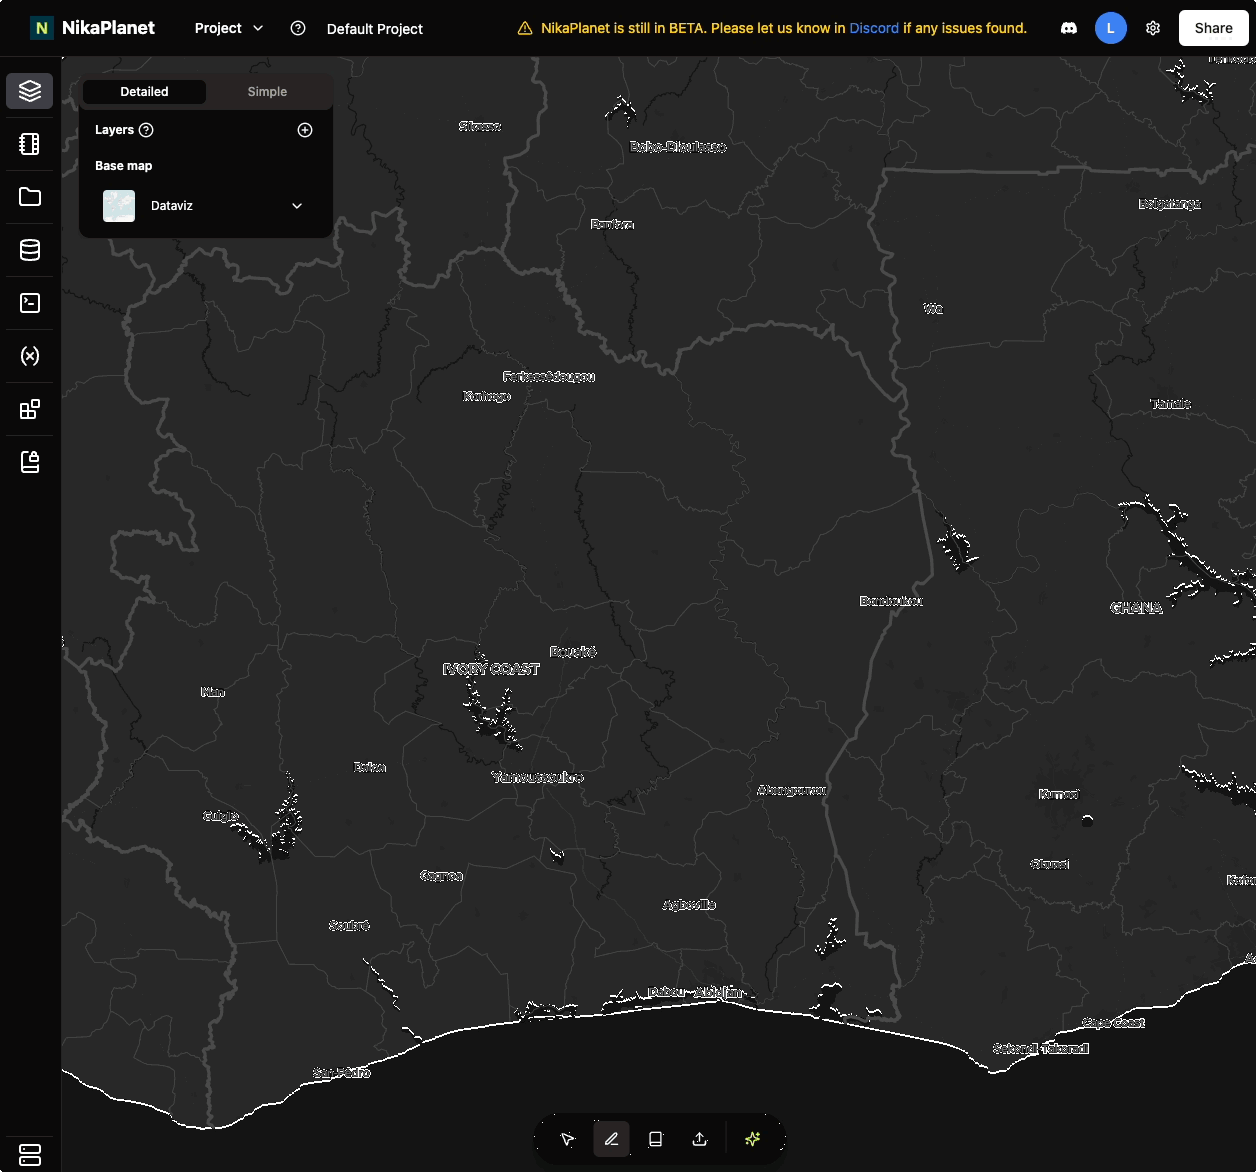 NikaPlanet
Project
Default Project
NikaPlanet is still in BETA. Please let us know in Discord if any issues found.
L
Share
Detailed
Simple
Layers
Base map
Dataviz
Sikasso
Bobo-Dioulasso
Bolgatanga
Banfora
Wa
Ferkessédougou
Korhogo
Tamale
Bondoukou
GHANA
Bouaké
IVORY COAST
Man
Daloa
Yamoussoukro
Abengourou
Kumasi
Guiglo
Obuasi
Gagnoa
Agboville
Soubré
Dabou
Abidjan
Cape Coast
Sekondi-Takoradi
San-Pédro